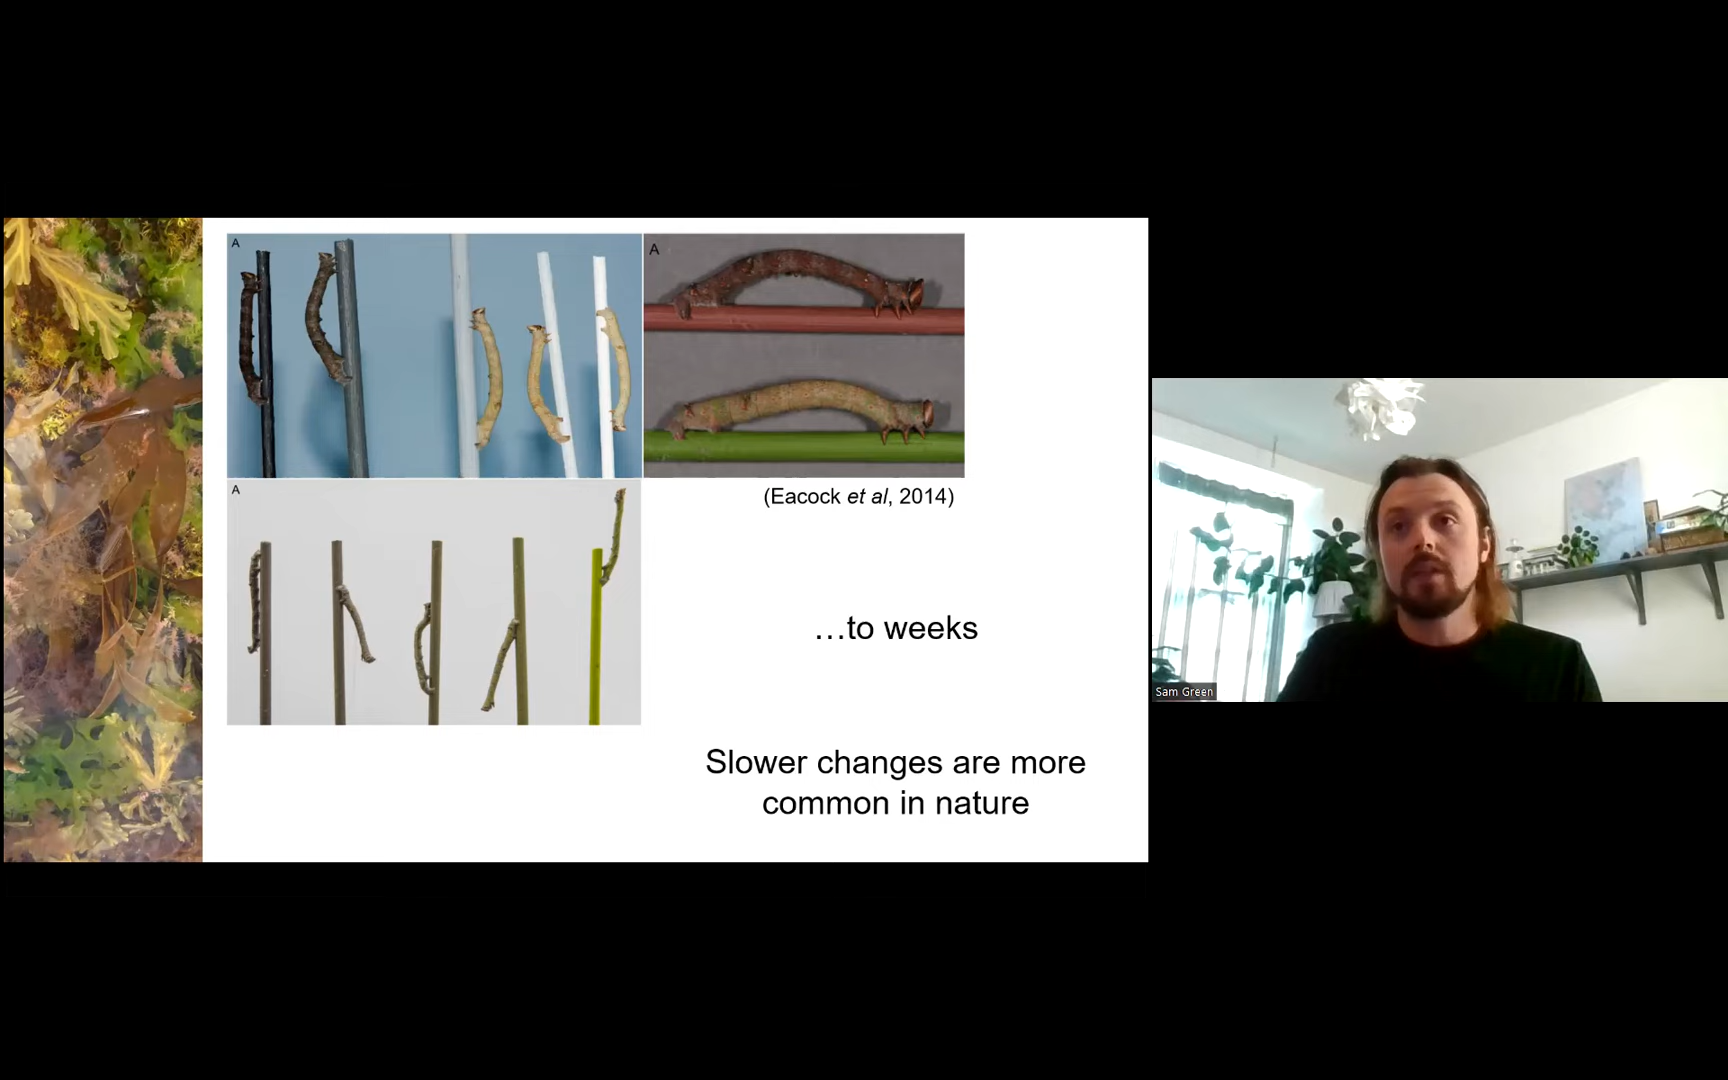 A
A
(Eacock et al, 2014)
A
…to weeks
Slower changes are more
common in nature
Sam Green